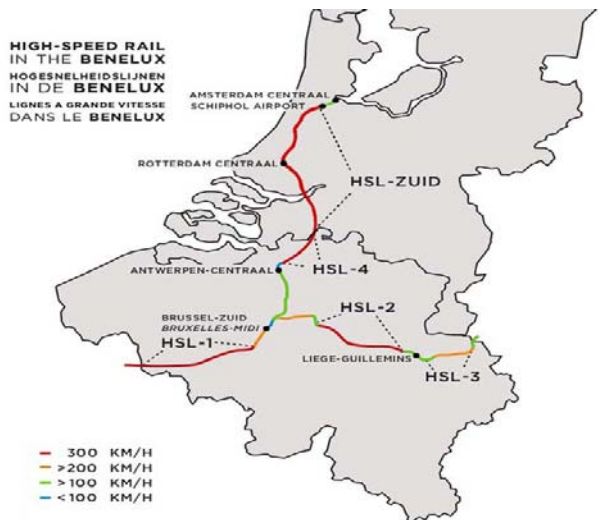 HIGH-SPEED RAIL
IN THE BENELUX
HOGESNELHEIDSLIJNEN
IN DE BENELUX
LIGNES A GRANDE VITESSE
DANS LE BENELUX
AMSTERDAM CENTRAAL
SCHIPHOL AIRPORT
ROTTERDAM CENTRAAL
HSL-ZUID
ANTWERPEN-CENTRAAL
HSL-4
BRUSSEL-ZUID
BRUXELLES-MIDI
HSL-2
HSL-1
LIEGE-GUILLEMINS
HSL-3
300 KM/H
>200 KM/H
>100 KM/H
<100 KM/H